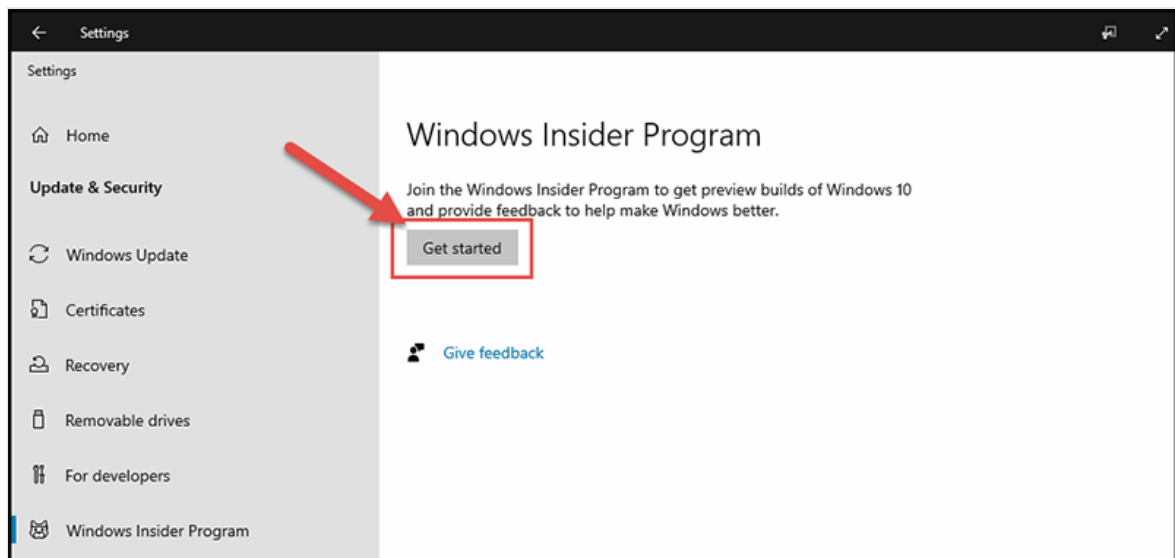 Settings
Settings
Home
Update & Security
Windows Update
Certificates
Recovery
Removable drives
For developers
Windows Insider Program
Windows Insider Program
Join the Windows Insider Program to get preview builds of Windows 10
and provide feedback to help make Windows better.
Get started
Give feedback